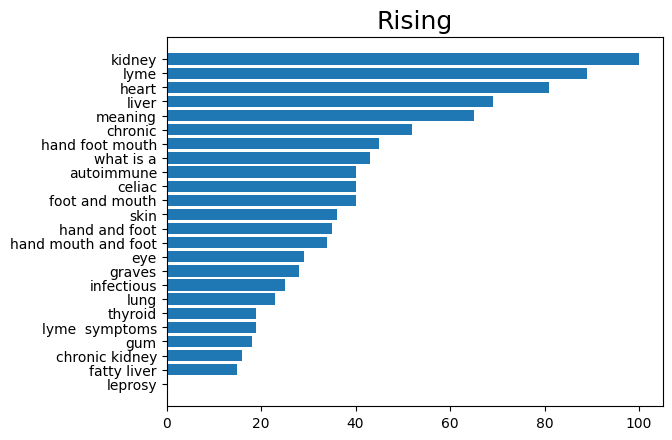 Rising
kidney
lyme
heart
liver
meaning
chronic
hand foot mouth
what is a
autoimmune
celiac
foot and mouth
skin
hand and foot
hand mouth and foot
eye
graves
infectious
lung
thyroid
lyme  symptoms
gum
chronic kidney
fatty liver
leprosy
0 20 40 60 80 100